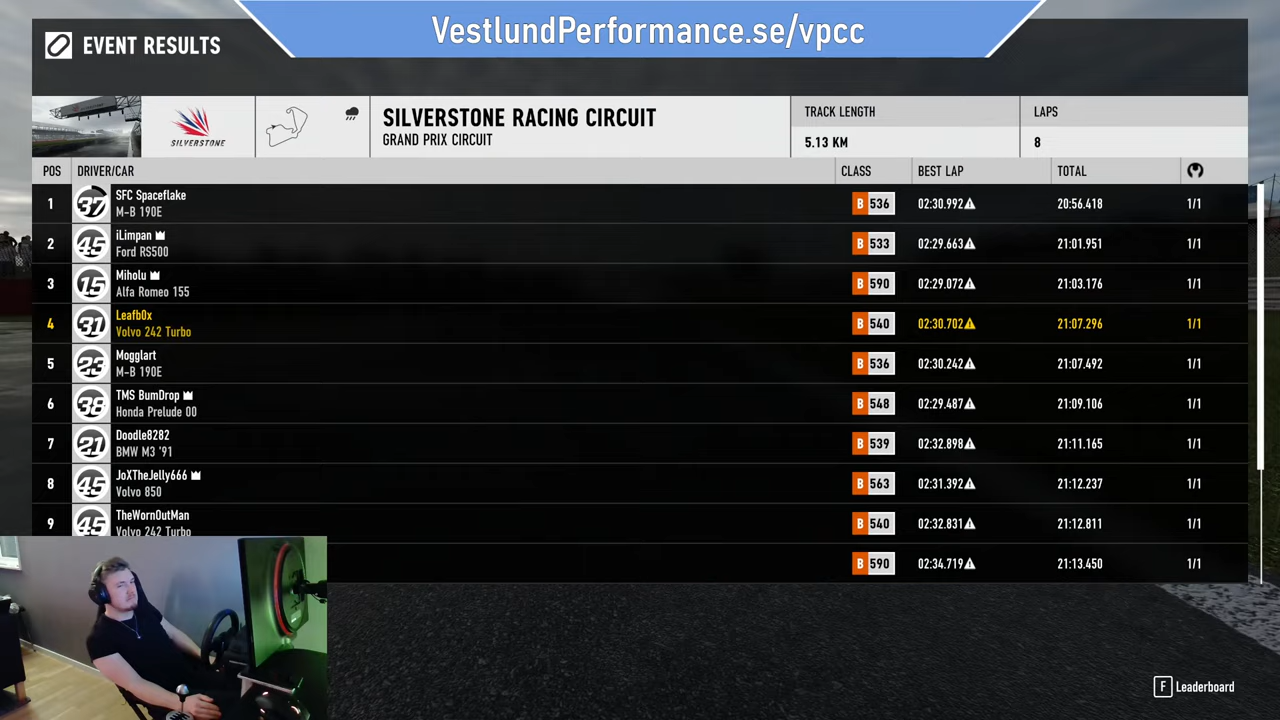 VestlundPerformance.se/vpcc
EVENT RESULTS
SILVERSTONE
SILVERSTONE RACING CIRCUIT
GRAND PRIX CIRCUIT
TRACK LENGTH
5.13 KM
LAPS
8
POS DRIVER/CAR CLASS BEST LAP TOTAL
1 37 SFC Spaceflake B 536 02:30.992 20:56.418 1/1
M-B 190E
2 45 iLimpan B 533 02:29.663 21:01.951 1/1
Ford RS500
3 15 Miholu B 590 02:29.072 21:03.176 1/1
Alfa Romeo 155
4 31 Leafb0x B 540 02:30.702 21:07.296 1/1
Volvo 242 Turbo
5 23 Mogglart B 536 02:30.242 21:07.492 1/1
M-B 190E
6 38 TMS BumDrop B 548 02:29.487 21:09.106 1/1
Honda Prelude 00
7 21 Doodle8282 B 539 02:32.898 21:11.165 1/1
BMW M3 '91
8 45 JoXTheJelly666 B 563 02:31.392 21:12.237 1/1
Volvo 850
9 45 TheWornOutMan B 540 02:32.831 21:12.811 1/1
Volvo 242 Turbo
B 590 02:34.719 21:13.450 1/1
F Leaderboard